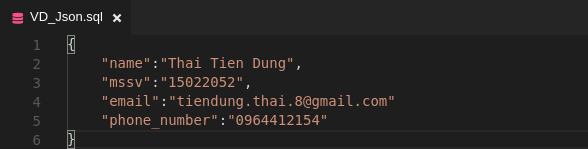 VD_Json.sql ×
1 {
2 "name":"Thai Tien Dung",
3 "mssv":"15022052",
4 "email":"tiendung.thai.8@gmail.com"
5 "phone_number":"0964412154"
6 }